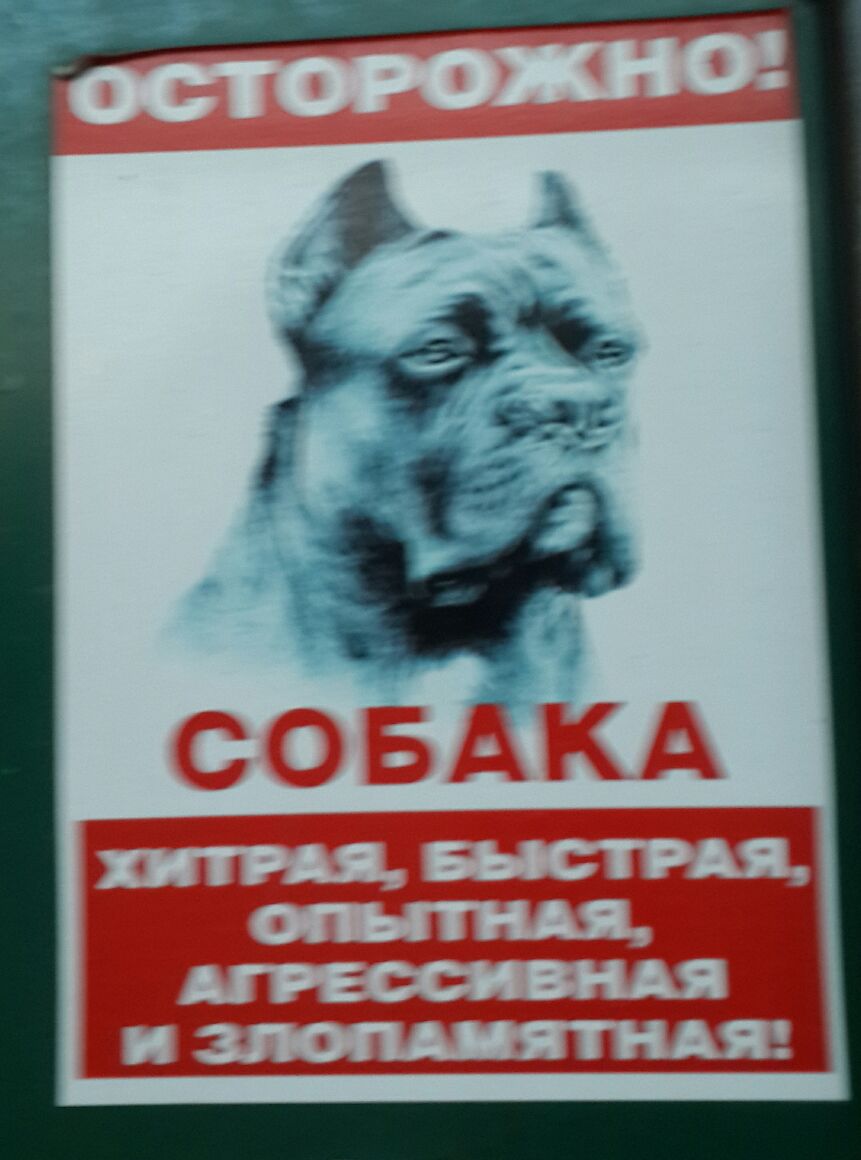 ОСТОРОЖНО!
СОБАКА
ХИТРАЯ, БЫСТРАЯ,
ОПЫТНАЯ,
АГРЕССИВНАЯ
И ЗЛОПАМЯТНАЯ!